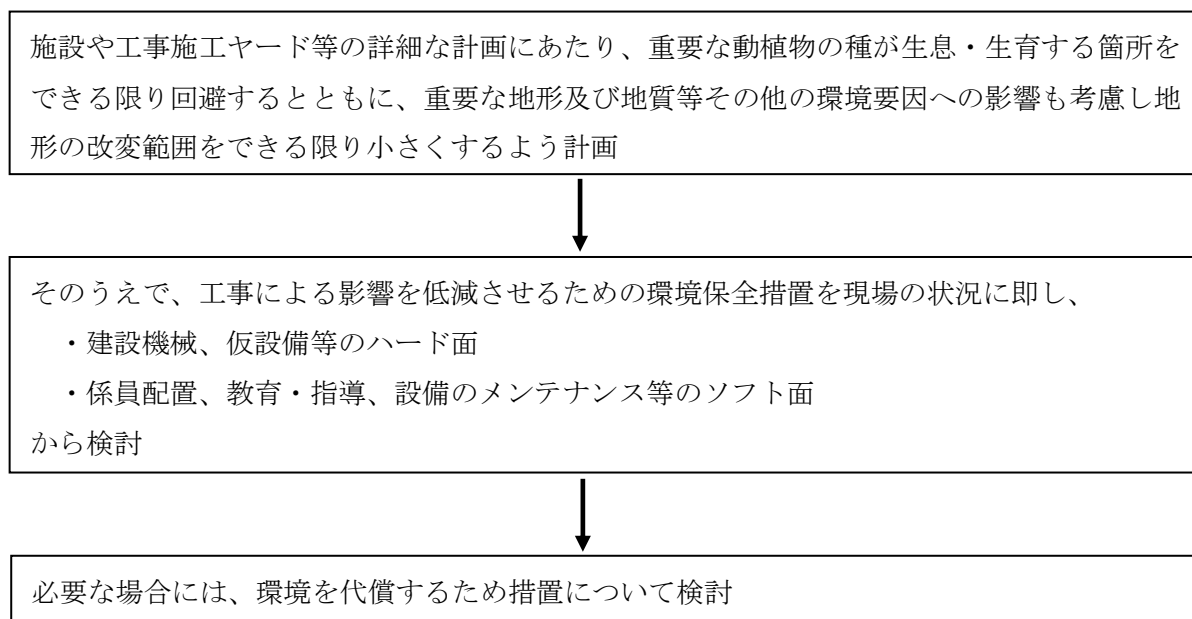 施設や工事施工ヤード等の詳細な計画にあたり、重要な動植物の種が生息・生育する箇所を
できる限り回避するとともに、重要な地形及び地質等その他の環境要因への影響も考慮し地
形の改変範囲をできる限り小さくするよう計画
そのうえで、工事による影響を低減させるための環境保全措置を現場の状況に即し、
・建設機械、仮設備等のハード面
・係員配置、教育・指導、設備のメンテナンス等のソフト面
から検討
必要な場合には、環境を代償するため措置について検討